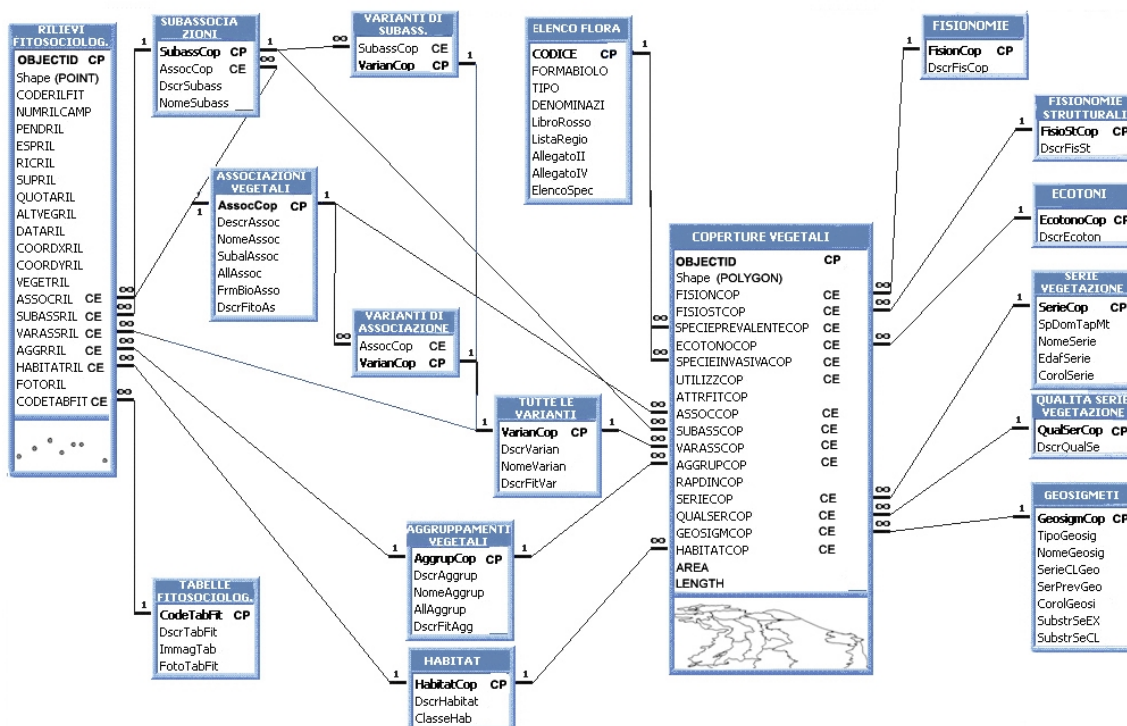 RILIEVI
FITOSOCIOLOG.
OBJECTID CP
Shape (POINT)
CODERILFIT
NUMRILCAMP
PENDRIL
ESPRIL
RICRIL
SUPRIL
QUOTARIL
ALTVEGRIL
DATARIL
COORDXRIL
COORDYRIL
VEGETRIL
ASSOCRIL CE
SUBASSRIL CE
VARASSRIL CE
AGGRRIL CE
HABITATRIL CE
FOTORIL
CODETABFIT CE
SUBASSOCIA
ZIONI
SubassCop CP
AssocCop CE
DscrSubass
NomeSubass
VARIANTI DI
SUBASS.
SubassCop CE
VarianCop CP
ASSOCIAZIONI
VEGETALI
AssocCop CP
DescrAssoc
NomeAssoc
SubalAssoc
AllAssoc
FrmBioAsso
DscrFitoAs
VARIANTI DI
ASSOCIAZIONE
AssocCop CE
VarianCop CP
TUTTE LE
VARIANTI
VarianCop CP
DscrVarian
NomeVarian
DscrFitVar
AGGRUPPAMENTI
VEGETALI
AggrupCop CP
DscrAggrup
NomeAggrup
AllAggrup
DscrFitAgg
TABELLE
FITOSOCIOLOG.
CodeTabFit CP
DscrTabFit
ImmagTab
FotoTabFit
HABITAT
HabitatCop CP
DscrHabitat
ClasseHab
ELENCO FLORA
CODICE CP
FORMABIOLO
TIPO
DENOMINAZI
LibroRosso
ListaRegio
AllegatoII
AllegatoIV
ElencoSpec
COPERTURE VEGETALI
OBJECTID CP
Shape (POLYGON)
FISIONCOP CE
FISIOSTCOP CE
SPECIEPREVALENTECOP CE
ECOTONOCOP CE
SPECIEINVASIVACOP CE
UTILIZZCOP CE
ATTRFITCOP
ASSOCCOP CE
SUBASSCOP CE
VARASSCOP CE
AGGRUPCOP CE
RAPDINCOP
SERIECOP CE
QUALSERCOP CE
GEOSIGMCOP CE
HABITATCOP CE
AREA
LENGTH
FISIONOMIE
FisionCop CP
DscrFisCop
FISIONOMIE
STRUTTURALI
FisioStCop CP
DscrFisSt
ECOTONI
EcotonoCop CP
DscrEcoton
SERIE
VEGETAZIONE
SerieCop CP
SpDomTapMt
NomeSerie
EdafSerie
CorolSerie
QUALITÀ SERIE
VEGETAZIONE
QualSerCop CP
DscrQualSe
GEOSIGMETI
GeosigmCop CP
TipoGeosig
NomeGeosig
SerieCLGeo
SerPrevGeo
CorolGeosi
SubstrSeEX
SubstrSeCL